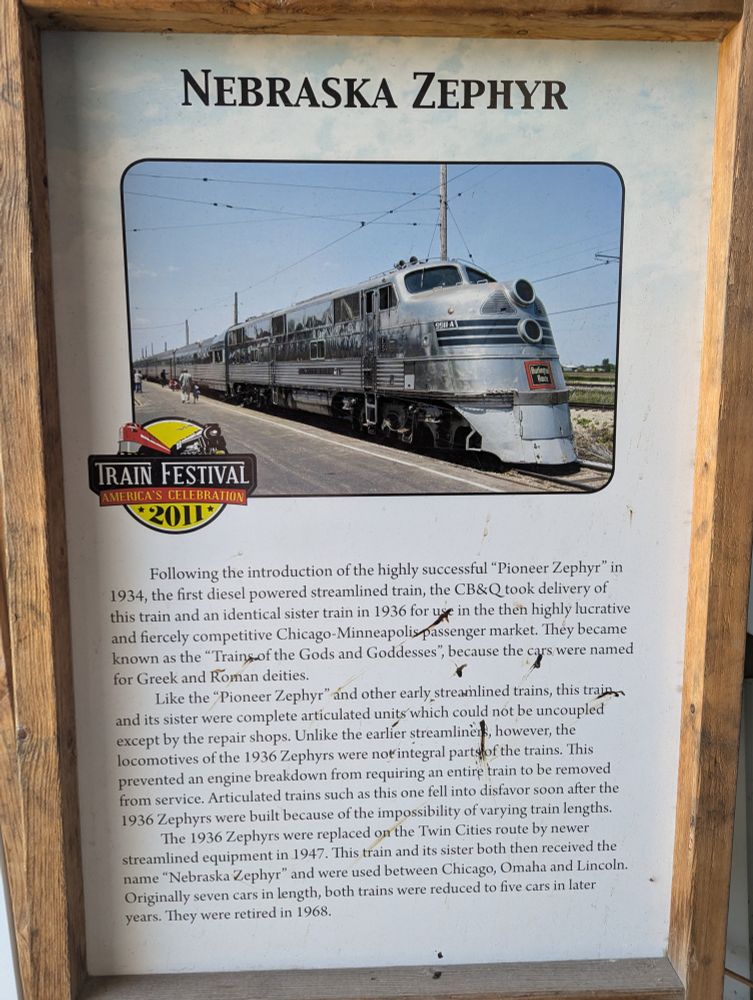 NEBRASKA ZEPHYR
9911-A
Burlington
Route
TRAIN FESTIVAL
AMERICA'S CELEBRATION
2011
Following the introduction of the highly successful “Pioneer Zephyr” in
1934, the first diesel powered streamlined train, the CB&Q took delivery of
this train and an identical sister train in 1936 for use in the then highly lucrative
and fiercely competitive Chicago-Minneapolis passenger market. They became
known as the “Trains of the Gods and Goddesses”, because the cars were named
for Greek and Roman deities.
Like the “Pioneer Zephyr” and other early streamlined trains, this train
and its sister were complete articulated units which could not be uncoupled
except by the repair shops. Unlike the earlier streamliners, however, the
locomotives of the 1936 Zephyrs were not integral parts of the trains. This
prevented an engine breakdown from requiring an entire train to be removed
from service. Articulated trains such as this one fell into disfavor soon after the
1936 Zephyrs were built because of the impossibility of varying train lengths.
The 1936 Zephyrs were replaced on the Twin Cities route by newer
streamlined equipment in 1947. This train and its sister both then received the
name “Nebraska Zephyr” and were used between Chicago, Omaha and Lincoln.
Originally seven cars in length, both trains were reduced to five cars in later
years. They were retired in 1968.